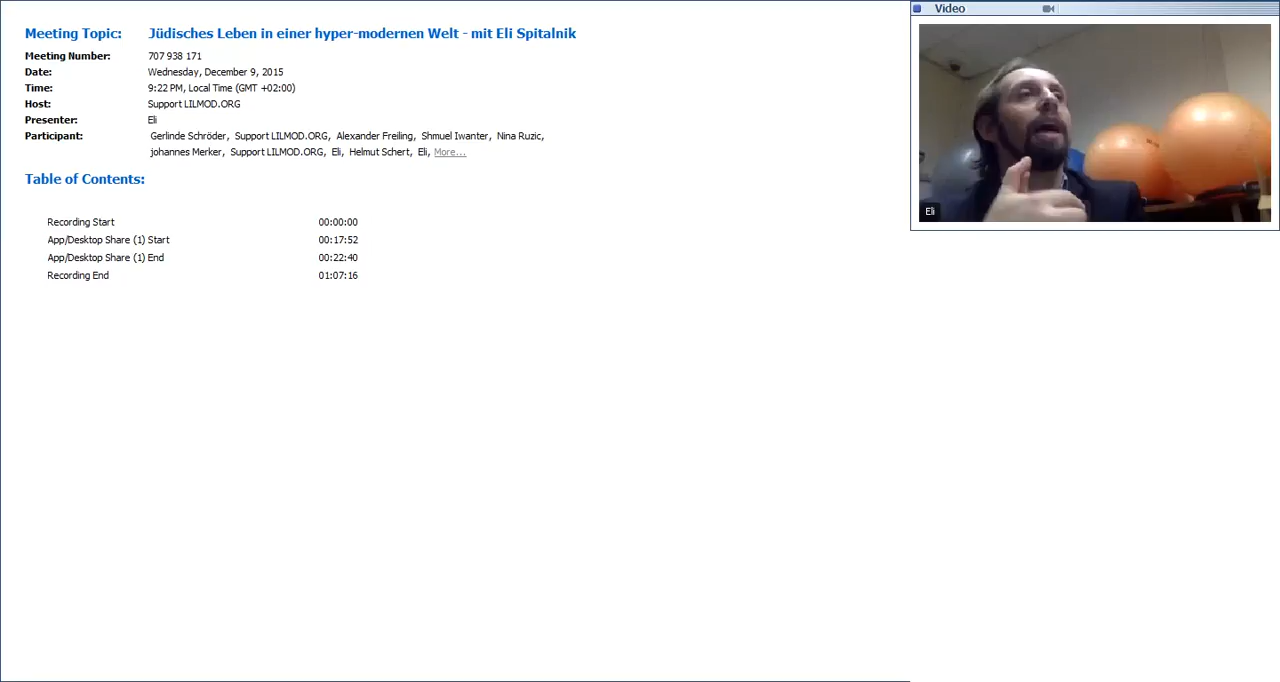 Video
Meeting Topic: Jüdisches Leben in einer hyper-modernen Welt - mit Eli Spitalnik
Meeting Number: 707 938 171
Date: Wednesday, December 9, 2015
Time: 9:22 PM, Local Time (GMT +02:00)
Host: Support LILMOD.ORG
Presenter: Eli
Participant: Gerlinde Schröder, Support LILMOD.ORG, Alexander Freiling, Shmuel Iwanter, Nina Ruzic,
johannes Merker, Support LILMOD.ORG, Eli, Helmut Schert, Eli, More...
Table of Contents:
Recording Start 00:00:00
App/Desktop Share (1) Start 00:17:52
App/Desktop Share (1) End 00:22:40
Recording End 01:07:16
Eli